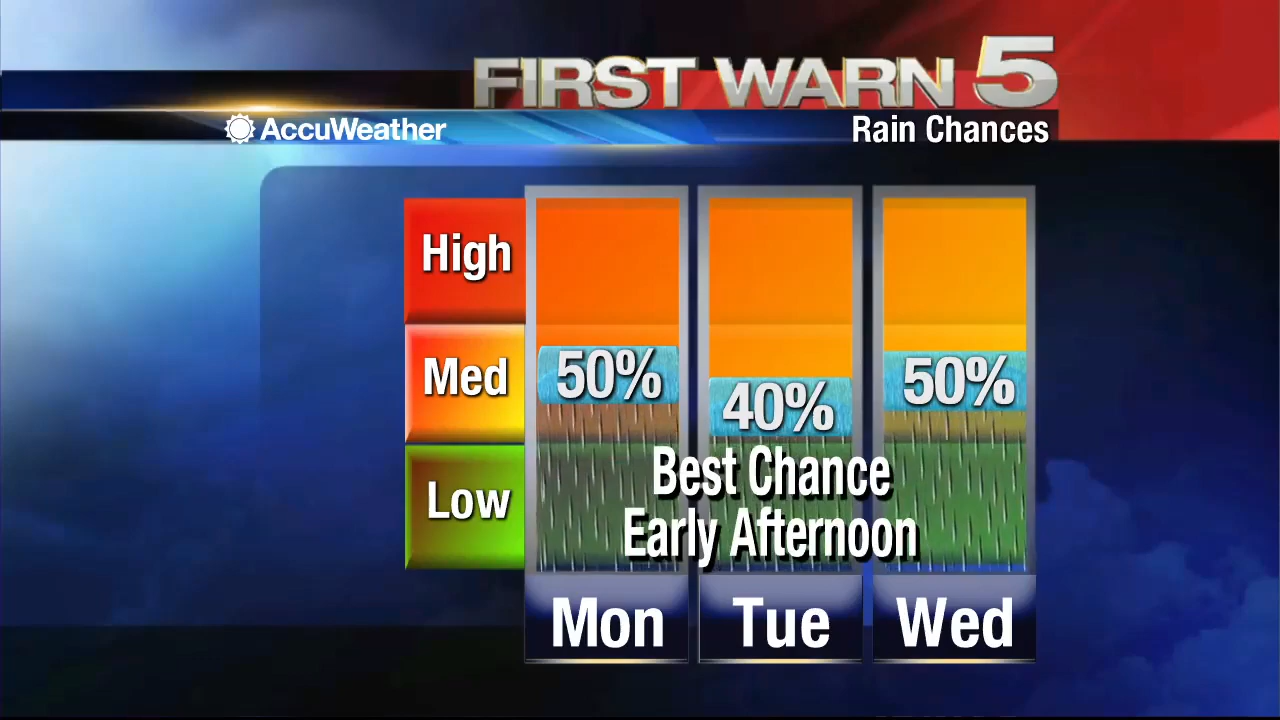 FIRST WARN 5
AccuWeather
Rain Chances
High
Med
Low
50%
40%
50%
Best Chance
Early Afternoon
Mon
Tue
Wed